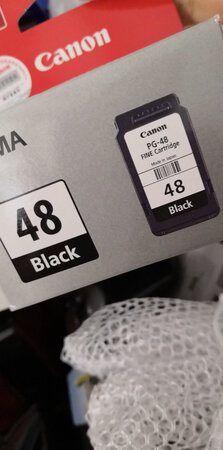 Canon
MA
48
Black
Canon
PG-48
FINE Cartridge
Made in Japan
48
Black